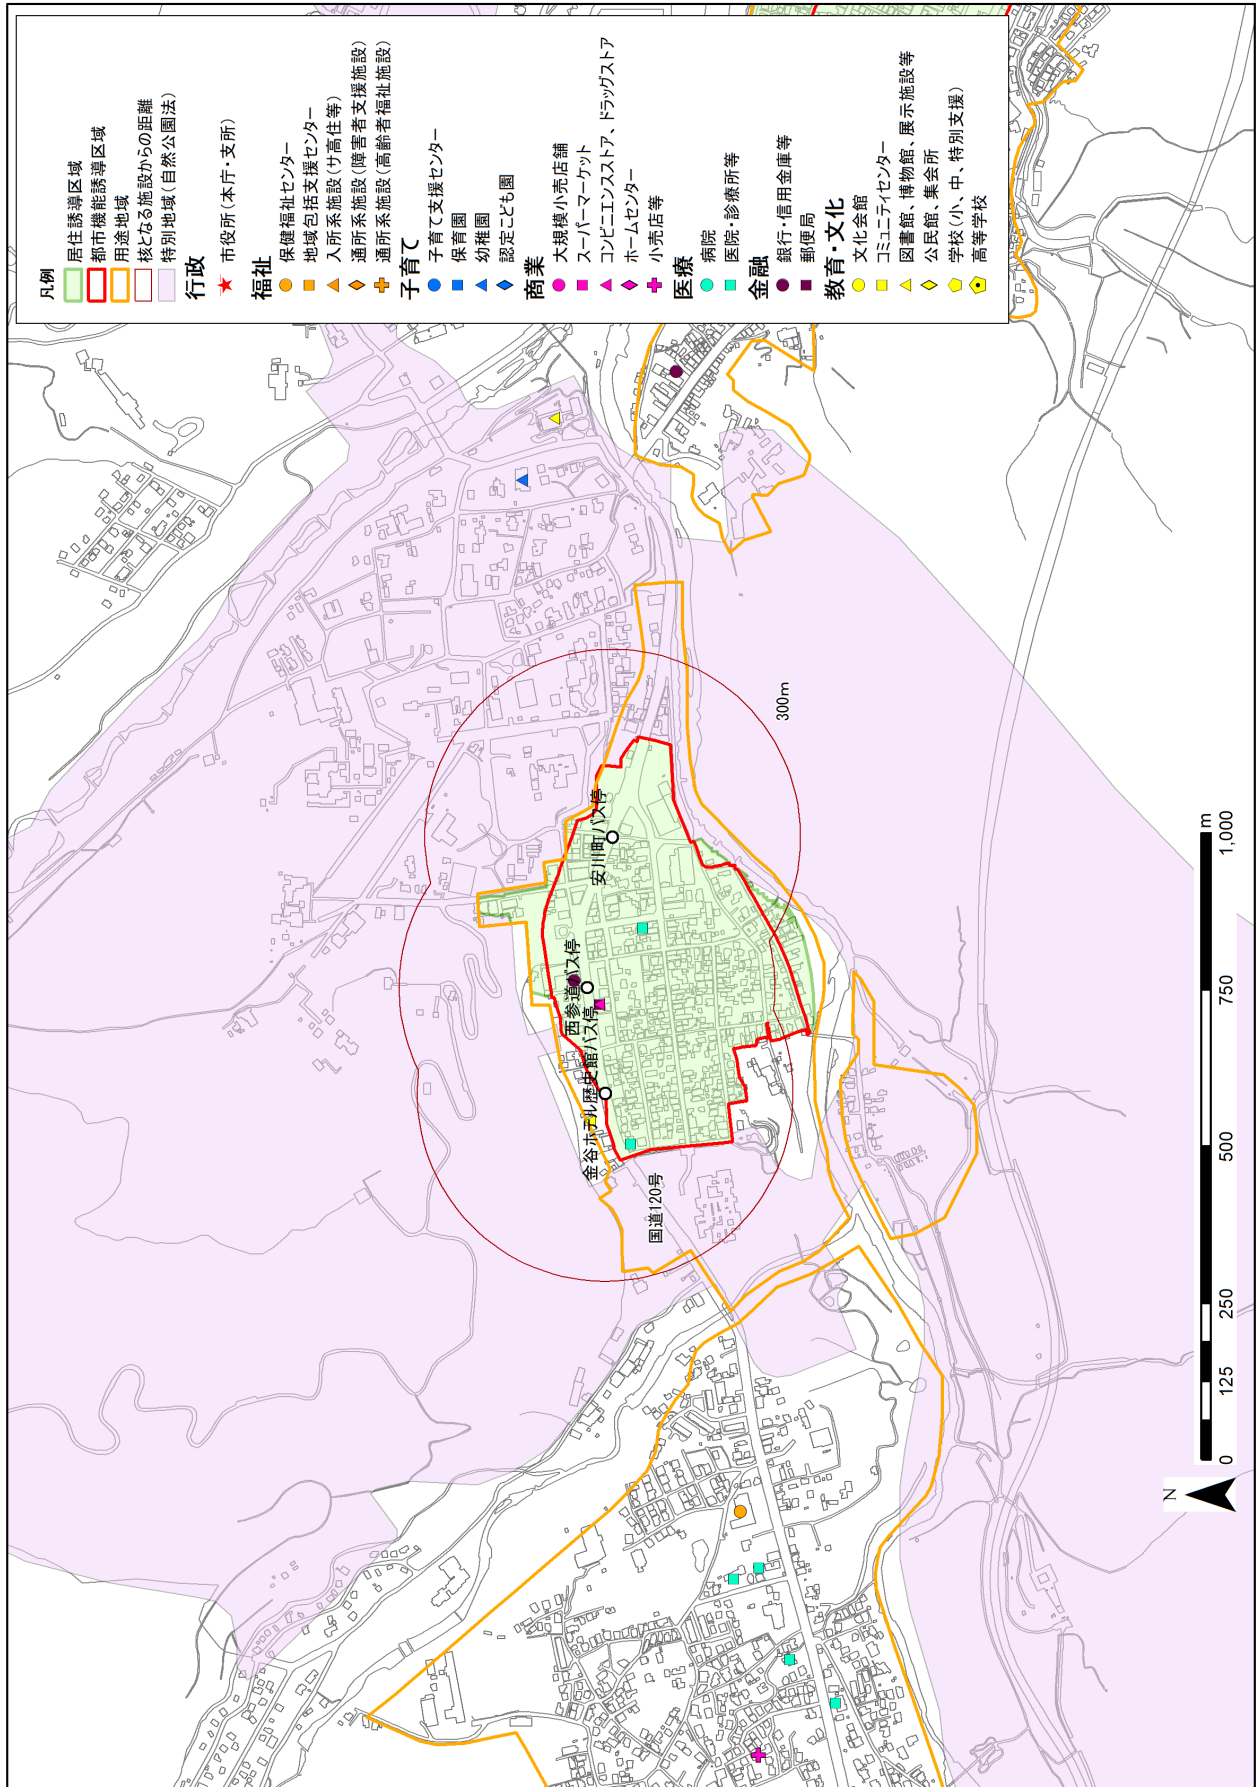 凡例
居住誘導区域
都市機能誘導区域
用途地域
核となる施設からの距離
特別地域(自然公園法)
行政
市役所(本庁・支所)
福祉
保健福祉センター
地域包括支援センター
入所系施設(サ高住等)
通所系施設(障害者支援施設)
通所系施設(高齢者福祉施設)
子育て
子育て支援センター
保育園
幼稚園
認定こども園
商業
大規模小売店舗
スーパーマーケット
コンビニエンスストア、ドラッグストア
ホームセンター
小売店等
医療
病院
医院・診療所等
金融
銀行・信用金庫等
郵便局
教育・文化
文化会館
コミュニティセンター
図書館、博物館、展示施設等
公民館、集会所
学校(小、中、特別支援)
高等学校
金谷ホテル歴史館バス停
西参道バス停
安川町バス停
国道120号
300m
N
0 125 250 500 750 1,000
m